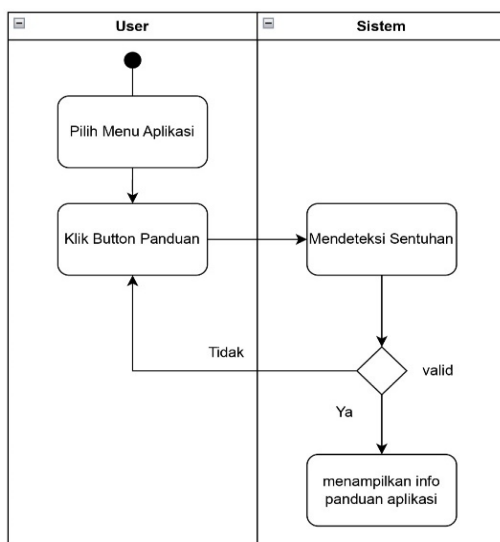 User
Sistem
Pilih Menu Aplikasi
Klik Button Panduan
Mendeteksi Sentuhan
Tidak
valid
Ya
menampilkan info
panduan aplikasi